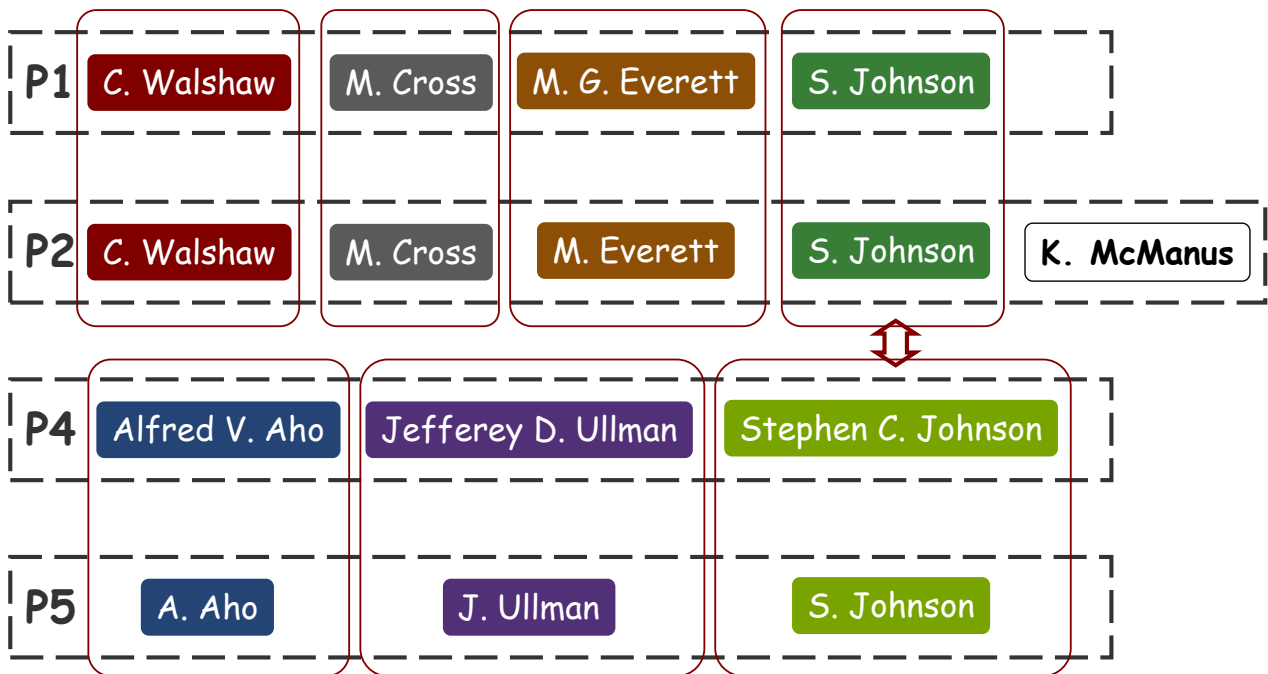 P1 C. Walshaw M. Cross M. G. Everett S. Johnson
P2 C. Walshaw M. Cross M. Everett S. Johnson K. McManus
P4 Alfred V. Aho Jefferey D. Ullman Stephen C. Johnson
P5 A. Aho J. Ullman S. Johnson